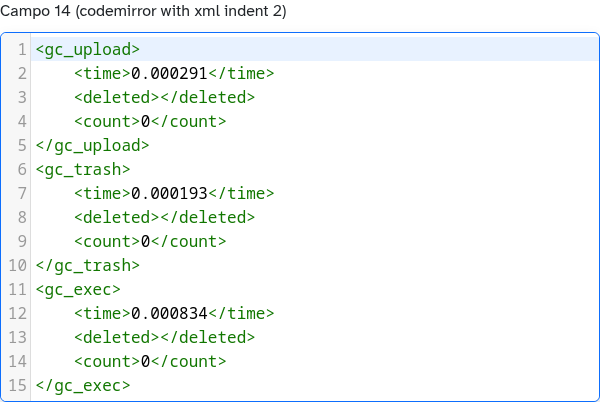 Campo 14 (codemirror with xml indent 2)
1 <gc_upload>
2     <time>0.000291</time>
3     <deleted></deleted>
4     <count>0</count>
5 </gc_upload>
6 <gc_trash>
7     <time>0.000193</time>
8     <deleted></deleted>
9     <count>0</count>
10 </gc_trash>
11 <gc_exec>
12     <time>0.000834</time>
13     <deleted></deleted>
14     <count>0</count>
15 </gc_exec>